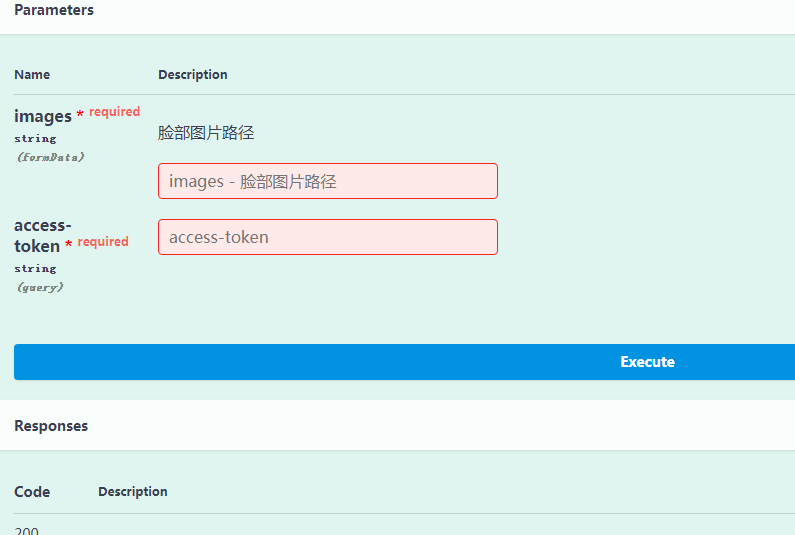 Parameters
Name Description
images * required
string
(formData)
脸部图片路径
images - 脸部图片路径
access-
token * required
string
(query)
access-token
Execute
Responses
Code Description
200